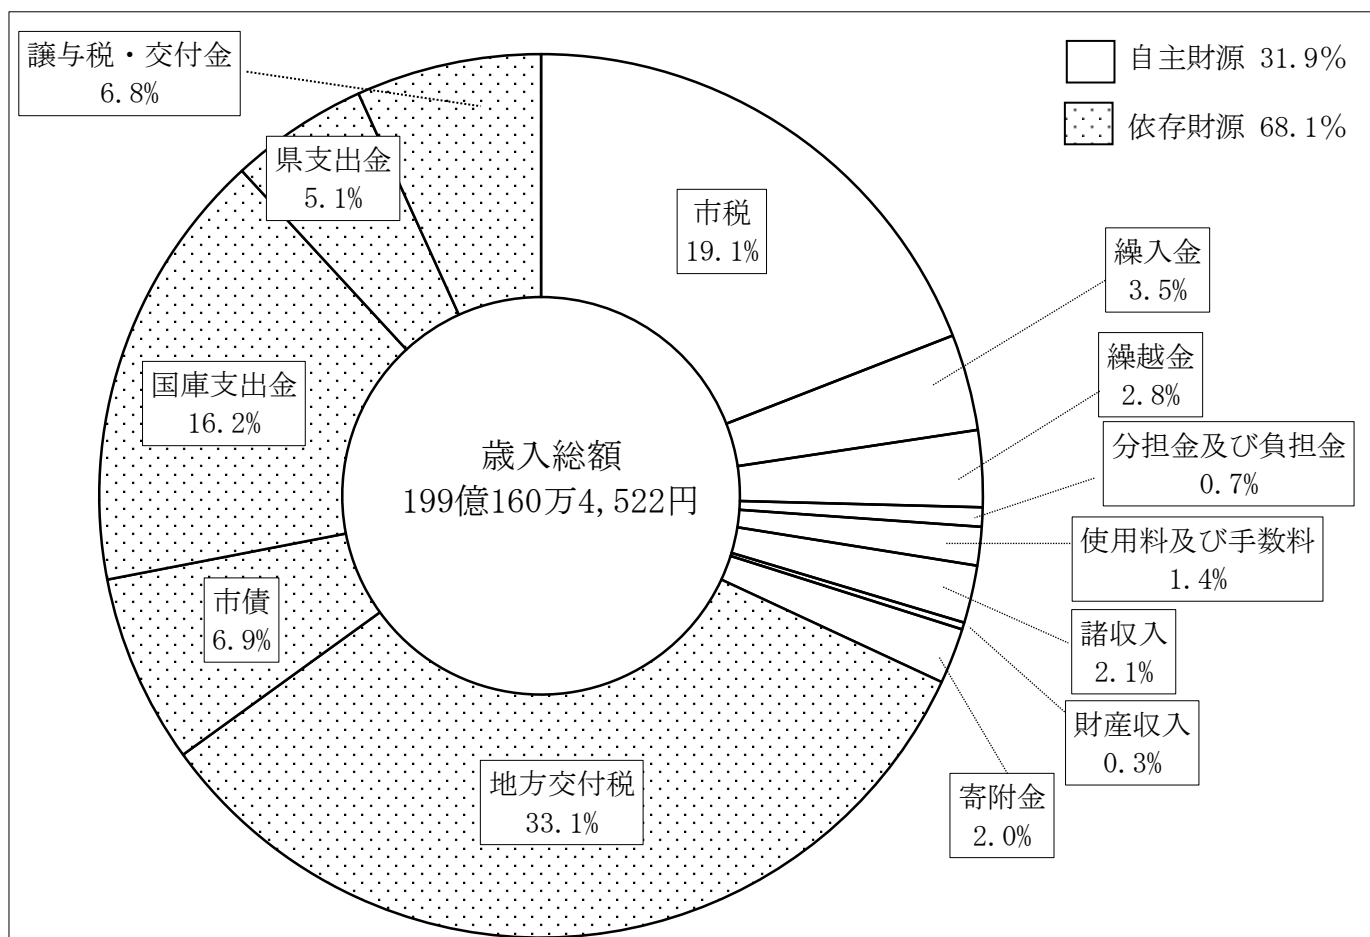 譲与税・交付金
6.8%
自主財源 31.9%
依存財源 68.1%
県支出金
5.1%
市税
19.1%
繰入金
3.5%
繰越金
2.8%
国庫支出金
16.2%
分担金及び負担金
0.7%
歳入総額
199億160万4,522円
使用料及び手数料
1.4%
市債
6.9%
諸収入
2.1%
財産収入
0.3%
地方交付税
33.1%
寄附金
2.0%